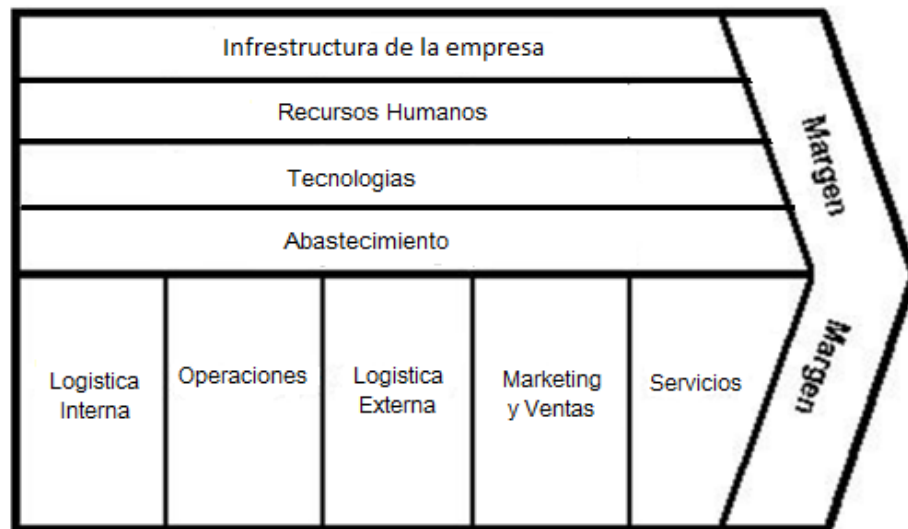 Infrestructura de la empresa
Recursos Humanos
Tecnologias
Abastecimiento
Margen
Margen
Logistica
Interna
Operaciones
Logistica
Externa
Marketing
y Ventas
Servicios